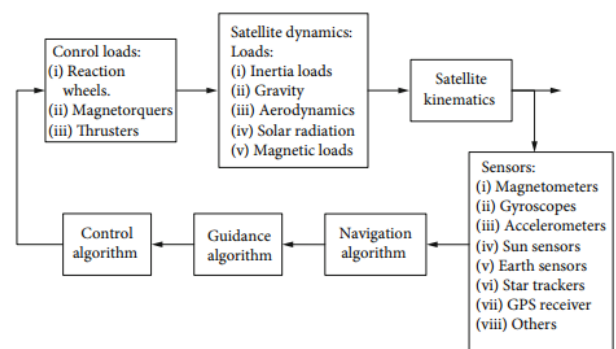 Conrol loads:
(i) Reaction
wheels.
(ii) Magnetorquers
(iii) Thrusters
Satellite dynamics:
Loads:
(i) Inertia loads
(ii) Gravity
(iii) Aerodynamics
(iv) Solar radiation
(v) Magnetic loads
Satellite
kinematics
Sensors:
(i) Magnetometers
(ii) Gyroscopes
(iii) Accelerometers
(iv) Sun sensors
(v) Earth sensors
(vi) Star trackers
(vii) GPS receiver
(viii) Others
Navigation
algorithm
Guidance
algorithm
Control
algorithm